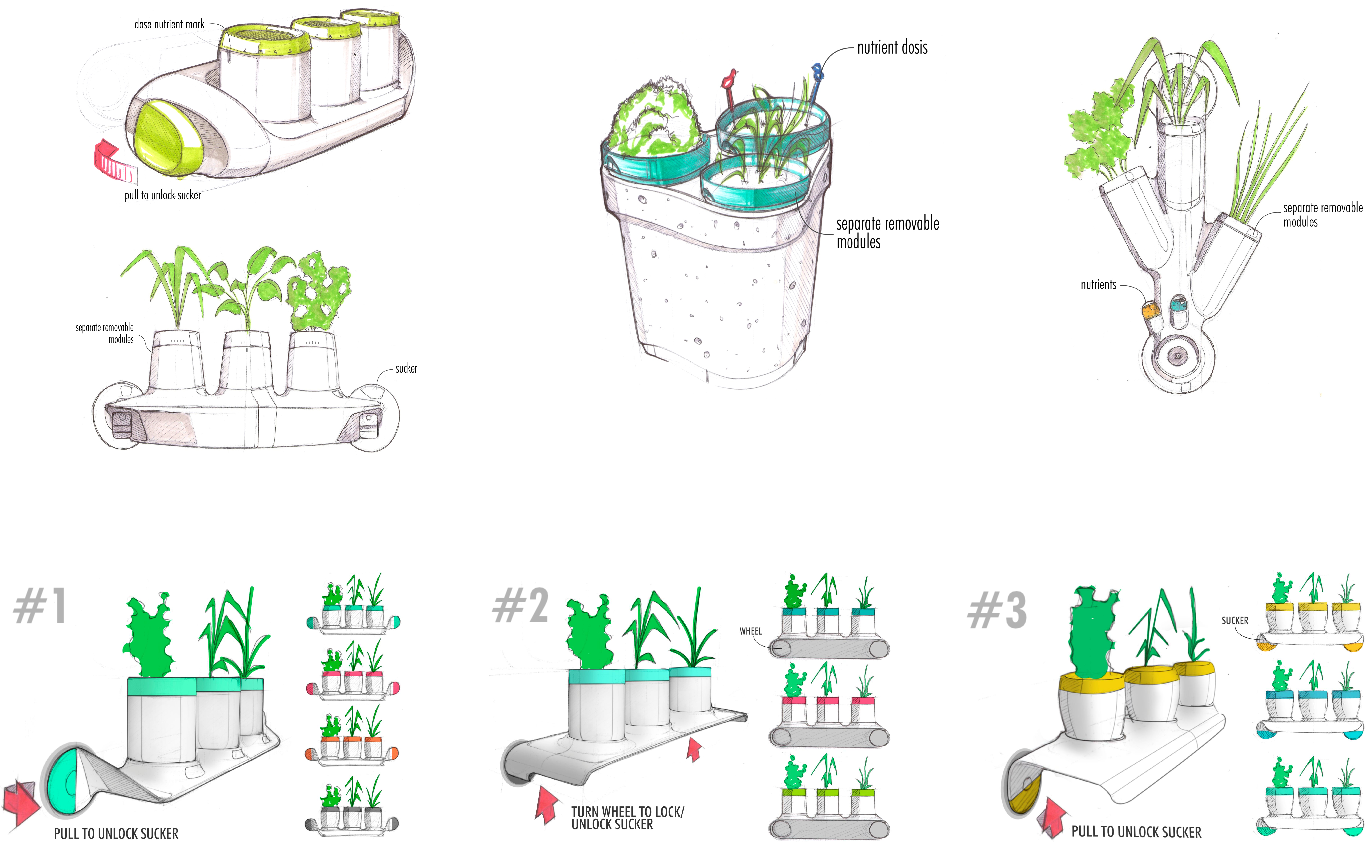 dose nutrient mark
pull to unlock sucker
nutrient dosis
separate removable
modules
separate removable
modules
nutrients
separate removable
modules
sucker
#1
PULL TO UNLOCK SUCKER
#2
WHEEL
TURN WHEEL TO LOCK/
UNLOCK SUCKER
#3
SUCKER
PULL TO UNLOCK SUCKER